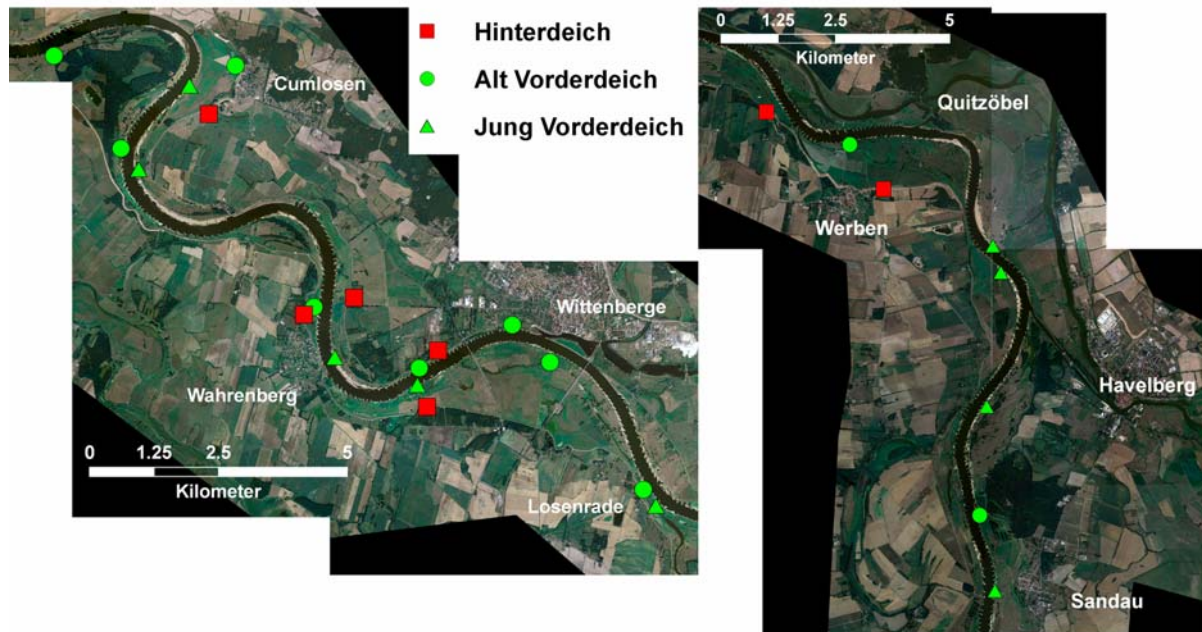 Hinterdeich
Alt Vorderdeich
Jung Vorderdeich
Cumlosen
Wittenberge
Wahrenberg
0 1.25 2.5 5
Kilometer
Losenrade
0 1.25 2.5 5
Kilometer
Quitzöbel
Werben
Havelberg
Sandau